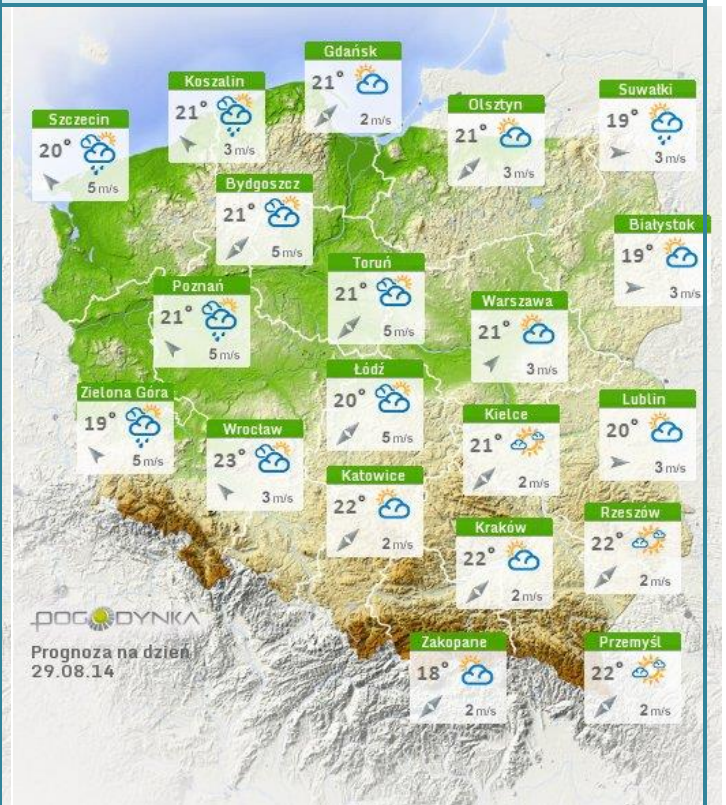 Gdańsk
21°
2 m/s
Koszalin
21°
3 m/s
Suwałki
19°
3 m/s
Olsztyn
21°
3 m/s
Szczecin
20°
5 m/s
Bydgoszcz
21°
5 m/s
Białystok
19°
3 m/s
Toruń
21°
5 m/s
Poznań
21°
5 m/s
Warszawa
21°
3 m/s
Łódź
20°
5 m/s
Zielona Góra
19°
5 m/s
Lublin
20°
3 m/s
Kielce
21°
2 m/s
Wrocław
23°
3 m/s
Katowice
22°
2 m/s
Rzeszów
22°
2 m/s
Kraków
22°
2 m/s
POGODYNKA
Prognoza na dzień
29.08.14
Zakopane
18°
2 m/s
Przemyśl
22°
2 m/s